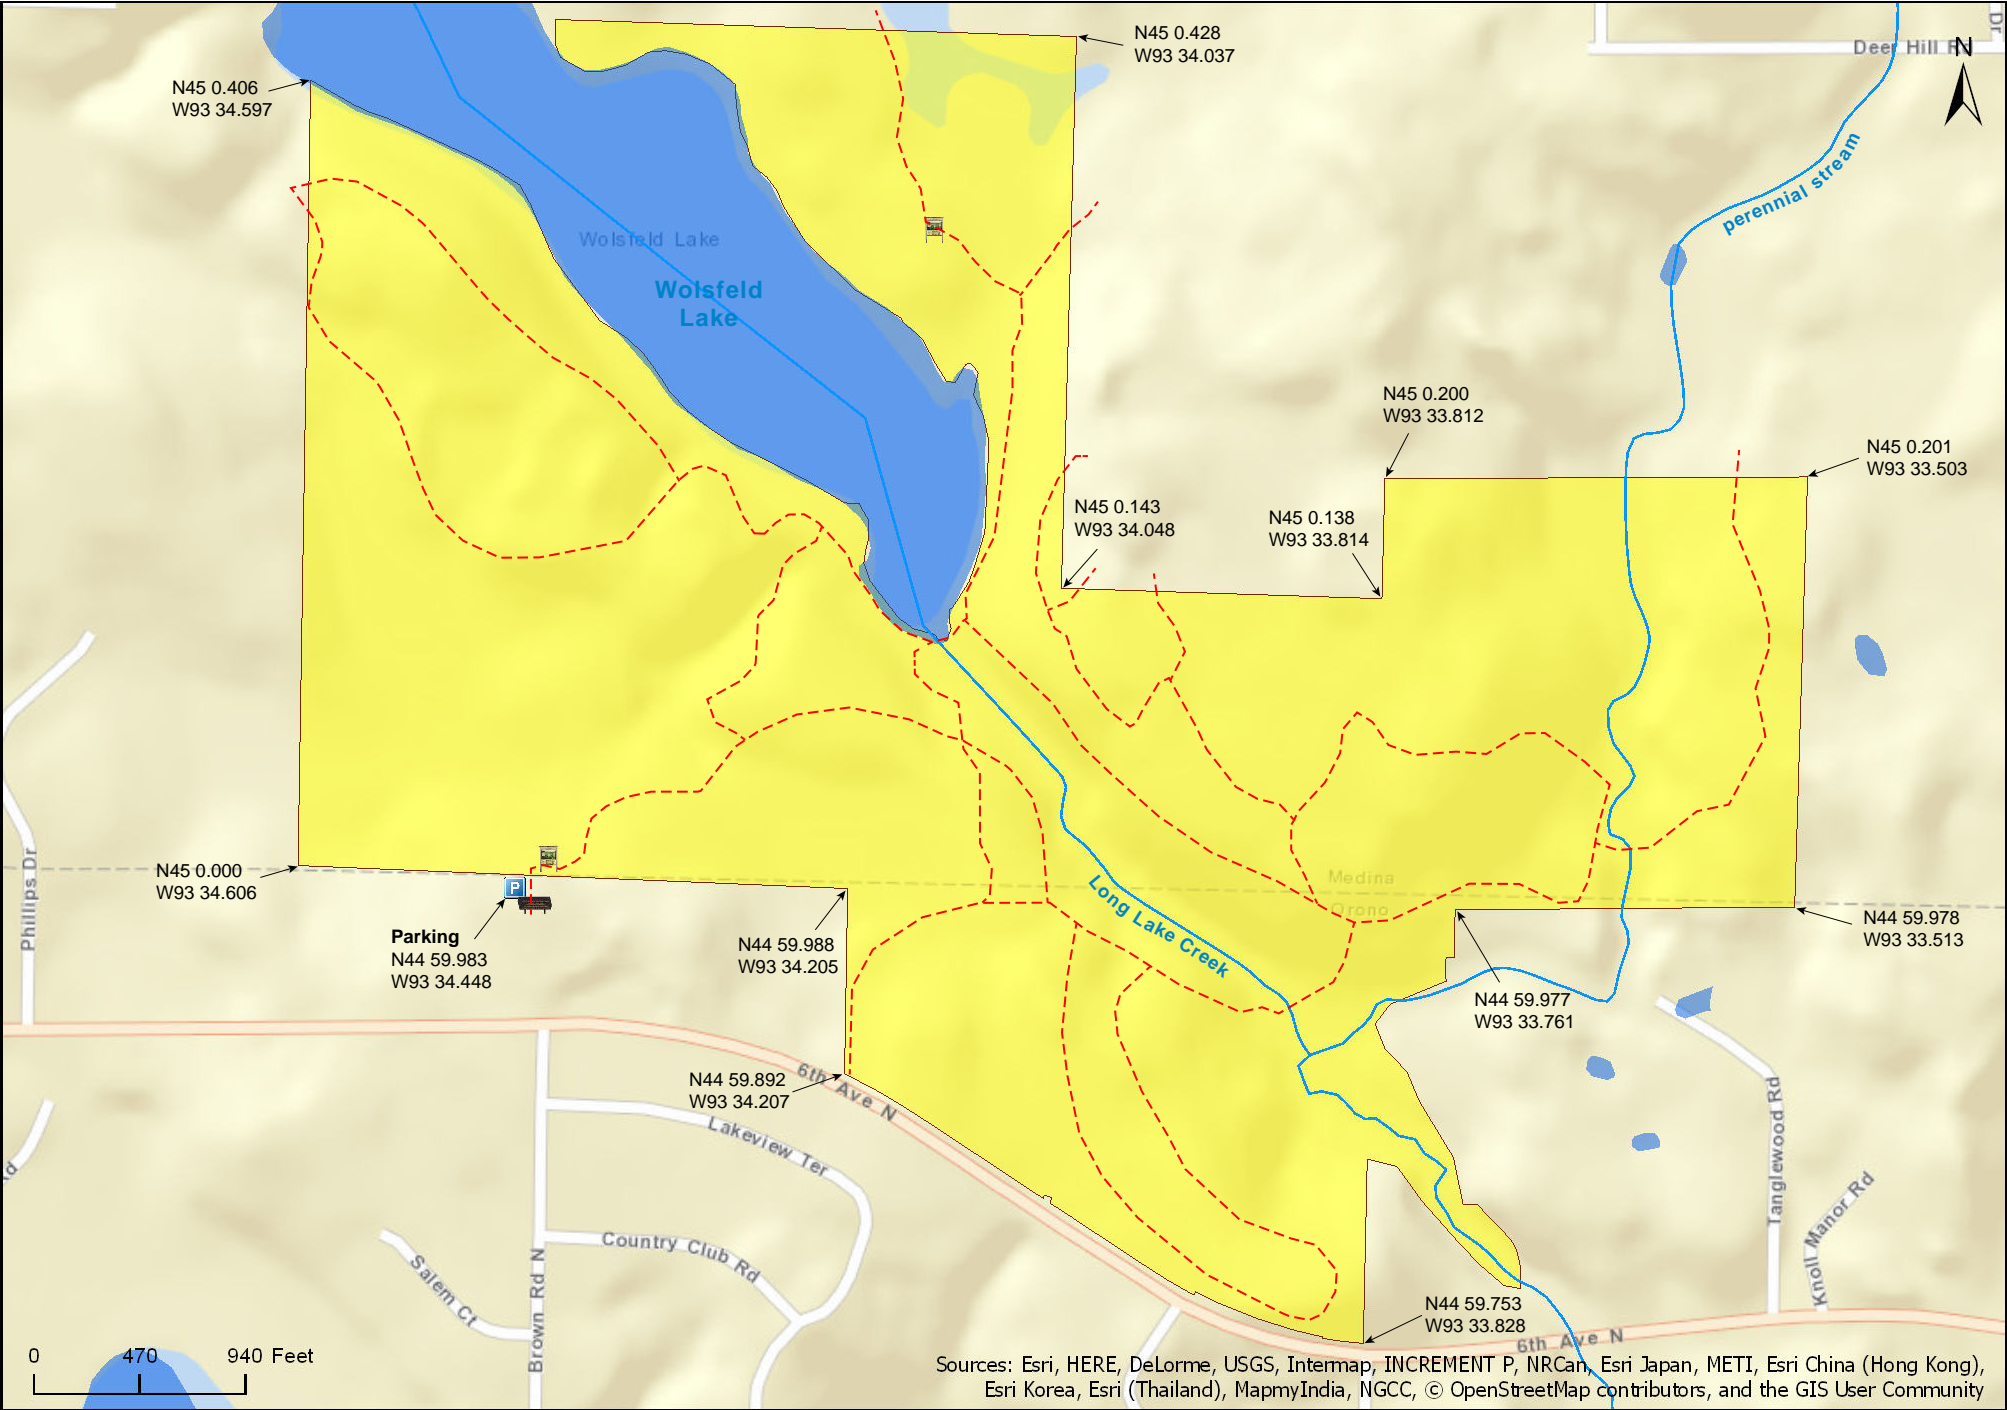 N45 0.428
W93 34.037
Deer Hill Rd
Dr
N
N45 0.406
W93 34.597
perennial stream
Wolsfeld Lake
Wolsfeld
Lake
N45 0.200
W93 33.812
N45 0.201
W93 33.503
N45 0.143
W93 34.048
N45 0.138
W93 33.814
Phillips Dr
N45 0.000
W93 34.606
P
Parking
N44 59.983
W93 34.448
N44 59.988
W93 34.205
Medina
Orono
Long Lake Creek
N44 59.978
W93 33.513
N44 59.977
W93 33.761
N44 59.892
W93 34.207
6th Ave N
Lakeview Ter
Country Club Rd
Salem Ct
Brown Rd N
Rd
Tanglewood Rd
Knoll Manor Rd
N44 59.753
W93 33.828
6th Ave N
0 470 940 Feet
Sources: Esri, HERE, DeLorme, USGS, Intermap, INCREMENT P, NRCan, Esri Japan, METI, Esri China (Hong Kong),
Esri Korea, Esri (Thailand), MapmyIndia, NGCC, © OpenStreetMap contributors, and the GIS User Community